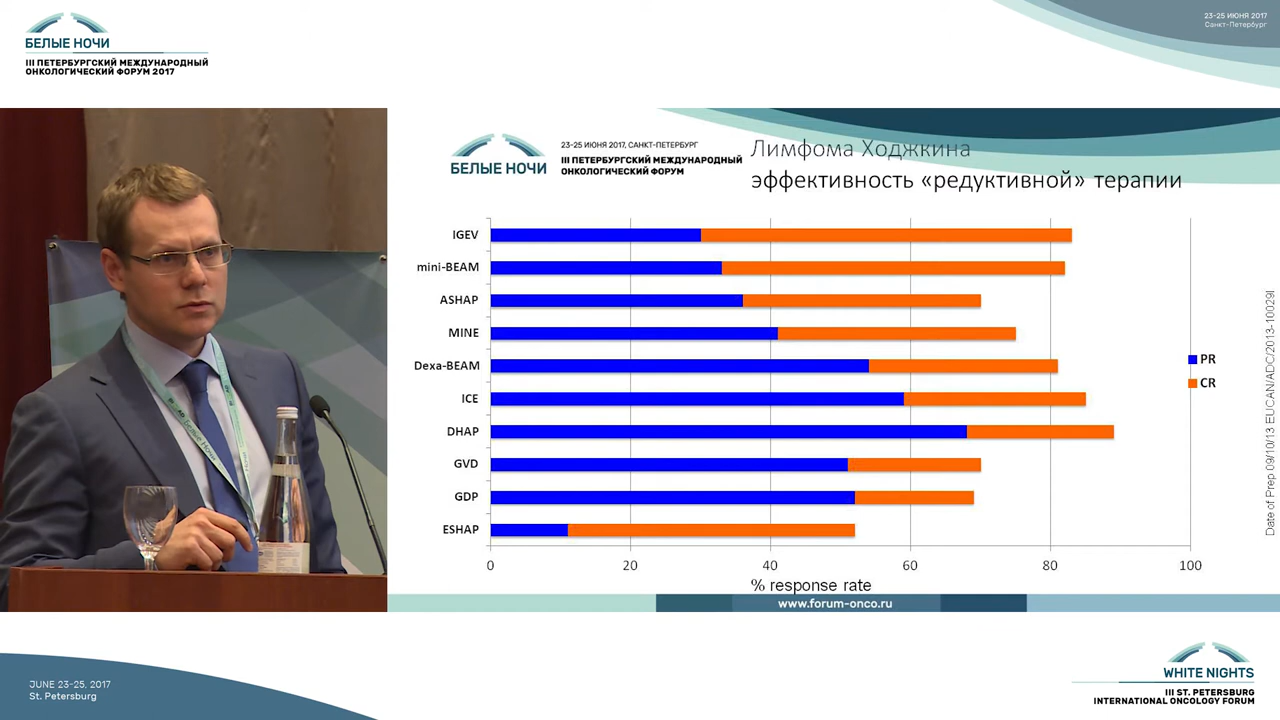 БЕЛЫЕ НОЧИ
III ПЕТЕРБУРГСКИЙ МЕЖДУНАРОДНЫЙ
ОНКОЛОГИЧЕСКИЙ ФОРУМ 2017
23-25 ИЮНЯ 2017
Санкт-Петербург
БЕЛЫЕ НОЧИ
23-25 ИЮНЯ 2017, САНКТ-ПЕТЕРБУРГ
III ПЕТЕРБУРГСКИЙ МЕЖДУНАРОДНЫЙ
ОНКОЛОГИЧЕСКИЙ ФОРУМ
Лимфома Ходжкина
эффективность «редуктивной» терапии
IGEV
mini-BEAM
ASHAP
MINE
Dexa-BEAM
ICE
DHAP
GVD
GDP
ESHAP
0 20 40 60 80 100
% response rate
PR
CR
Date of Prep 09/10/13 EUCAN/ADC/2013-10029l
www.forum-onco.ru
Белые Ночи
JUNE 23-25, 2017
St. Petersburg
WHITE NIGHTS
III ST. PETERSBURG
INTERNATIONAL ONCOLOGY FORUM